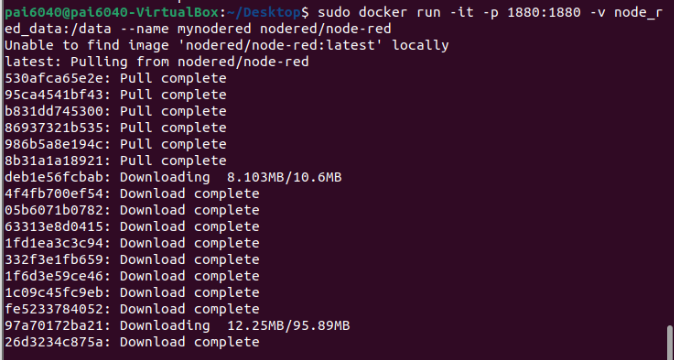 pai6040@pai6040-VirtualBox:~/Desktop$ sudo docker run -it -p 1880:1880 -v node_r
ed_data:/data --name mynodered nodered/node-red
Unable to find image 'nodered/node-red:latest' locally
latest: Pulling from nodered/node-red
530afca65e2e: Pull complete
95ca4541bf43: Pull complete
b831dd745300: Pull complete
86937321b535: Pull complete
986b5a8e194c: Pull complete
8b31a1a18921: Pull complete
deb1e56fcbab: Downloading  8.103MB/10.6MB
4f4fb700ef54: Download complete
05b6071b0782: Download complete
63313e8d0415: Download complete
1fd1ea3c3c94: Download complete
332f3e1fb659: Download complete
1f6d3e59ce46: Download complete
1c09c45fc9eb: Download complete
fe5233784052: Download complete
97a70172ba21: Downloading  12.25MB/95.89MB
26d3234c875a: Download complete